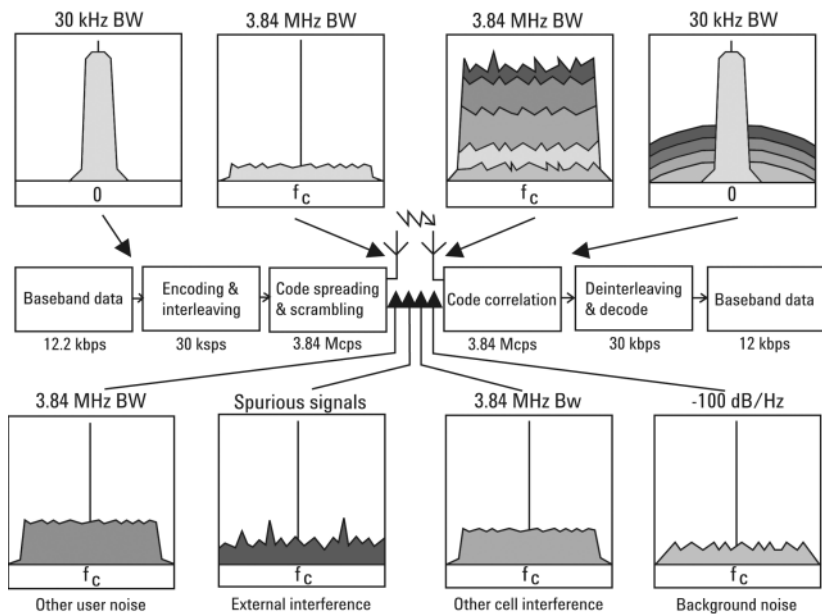 30 kHz BW
3.84 MHz BW
3.84 MHz BW
30 kHz BW
0
fc
fc
0
Baseband data
Encoding &
interleaving
Code spreading
& scrambling
Code correlation
Deinterleaving
& decode
Baseband data
12.2 kbps
30 ksps
3.84 Mcps
3.84 Mcps
30 kbps
12 kbps
3.84 MHz BW
Spurious signals
3.84 MHz Bw
-100 dB/Hz
fc
fc
fc
fc
Other user noise
External interference
Other cell interference
Background noise